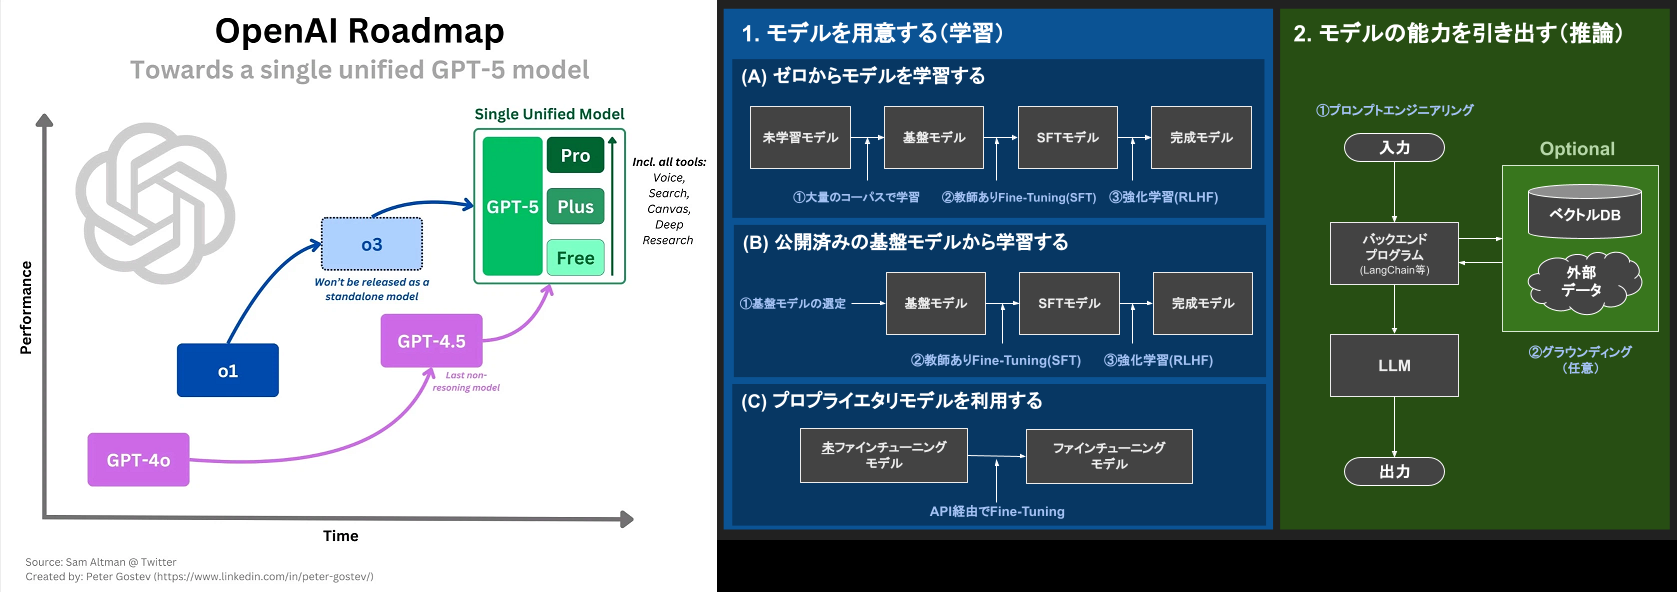 OpenAI Roadmap
Towards a single unified GPT-5 model
Single Unified Model
GPT-5
Pro
Plus
Free
Incl. all tools:
Voice,
Search,
Canvas,
Deep
Research
o3
Won't be released as a
standalone model
GPT-4.5
Last non-
resoning model
o1
GPT-4o
Performance
Time
Source: Sam Altman @ Twitter
Created by: Peter Gostev (https://www.linkedin.com/in/peter-gostev/)
1. モデルを用意する(学習)
(A) ゼロからモデルを学習する
未学習モデル
基盤モデル
SFTモデル
完成モデル
①大量のコーパスで学習
②教師ありFine-Tuning(SFT)
③強化学習(RLHF)
(B) 公開済みの基盤モデルから学習する
①基盤モデルの選定
基盤モデル
SFTモデル
完成モデル
②教師ありFine-Tuning(SFT)
③強化学習(RLHF)
(C) プロプライエタリモデルを利用する
未ファインチューニング
モデル
ファインチューニング
モデル
API経由でFine-Tuning
2. モデルの能力を引き出す(推論)
①プロンプトエンジニアリング
入力
Optional
ベクトルDB
バックエンド
プログラム
(LangChain等)
外部
データ
②グラウンディング
(任意)
LLM
出力